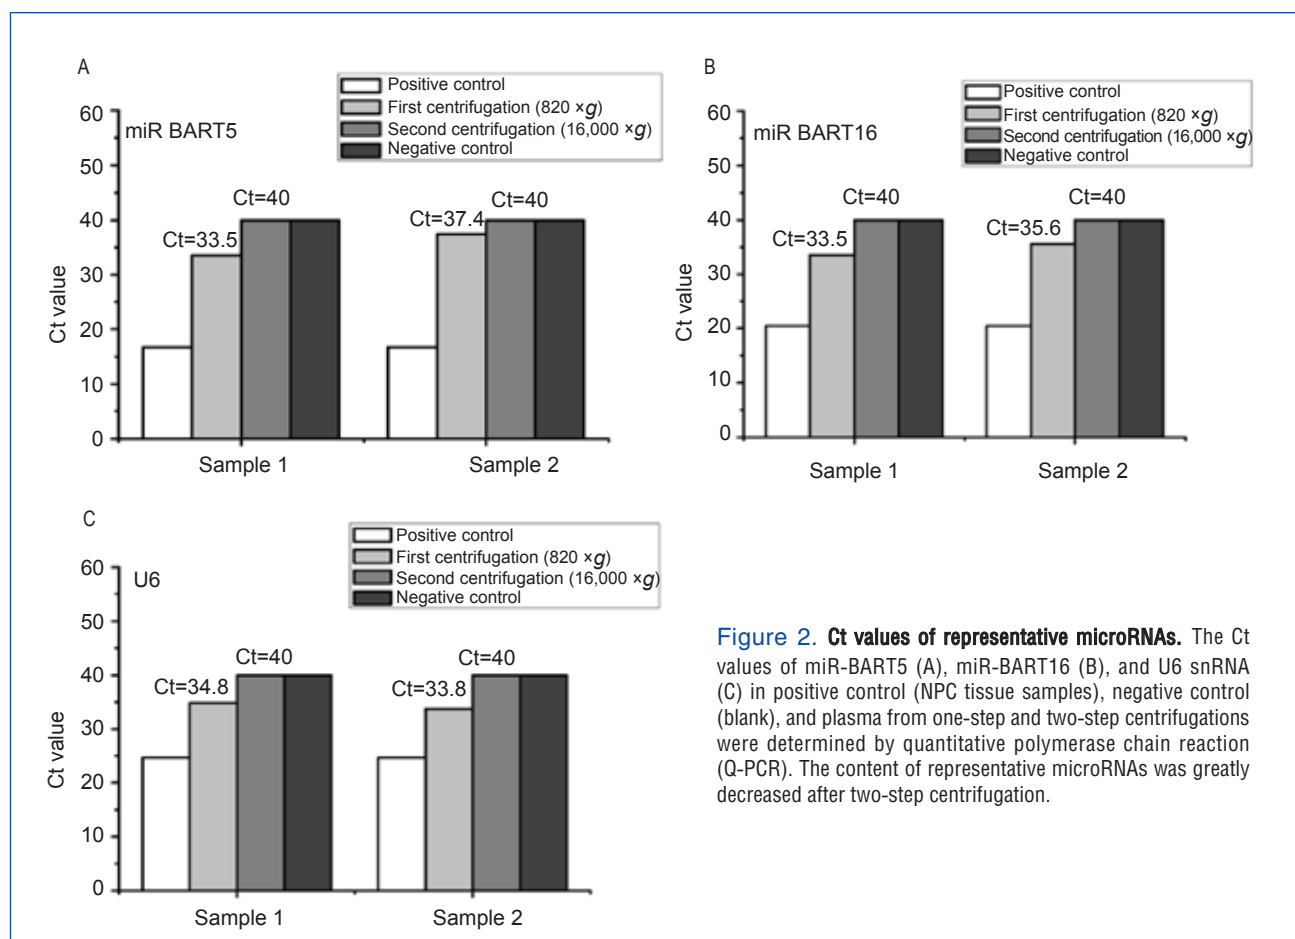 A
Positive control
First centrifugation (820 ×g)
Second centrifugation (16,000 ×g)
Negative control
miR BART5
60
50
40
30
20
10
0
Ct value
Ct=33.5
Ct=40
Ct=37.4
Ct=40
Sample 1
Sample 2
B
Positive control
First centrifugation (820 ×g)
Second centrifugation (16,000 ×g)
Negative control
miR BART16
60
50
40
30
20
10
0
Ct value
Ct=33.5
Ct=40
Ct=35.6
Ct=40
Sample 1
Sample 2
C
Positive control
First centrifugation (820 ×g)
Second centrifugation (16,000 ×g)
Negative control
U6
60
50
40
30
20
10
0
Ct value
Ct=34.8
Ct=40
Ct=33.8
Ct=40
Sample 1
Sample 2
Figure 2. Ct values of representative microRNAs. The Ct
values of miR-BART5 (A), miR-BART16 (B), and U6 snRNA
(C) in positive control (NPC tissue samples), negative control
(blank), and plasma from one-step and two-step centrifugations
were determined by quantitative polymerase chain reaction
(Q-PCR). The content of representative microRNAs was greatly
decreased after two-step centrifugation.